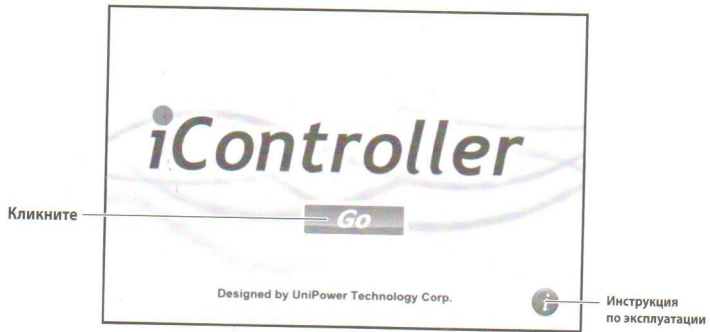 iController
Кликните
Go
Designed by UniPower Technology Corp.
i
Инструкция
по эксплуатации